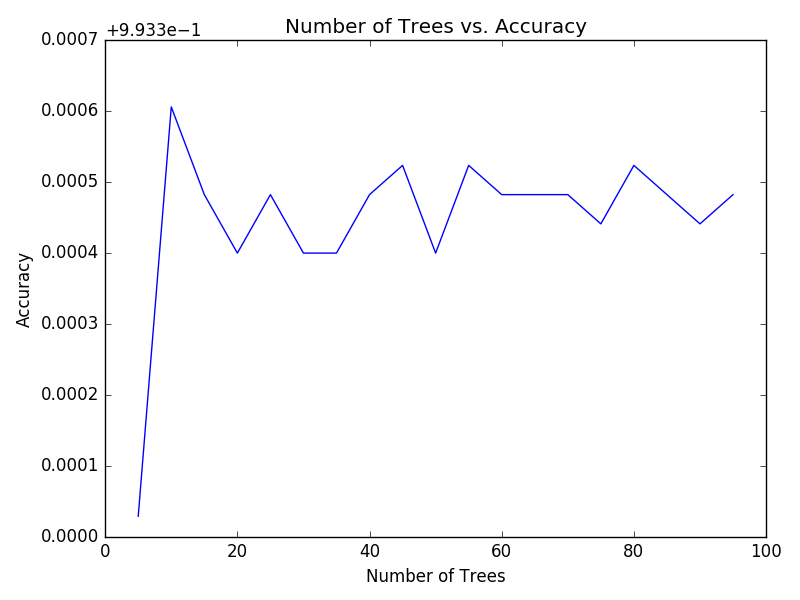 Number of Trees vs. Accuracy
+9.933e−1
0.0007
0.0006
0.0005
0.0004
0.0003
0.0002
0.0001
0.0000
Accuracy
0 20 40 60 80 100
Number of Trees